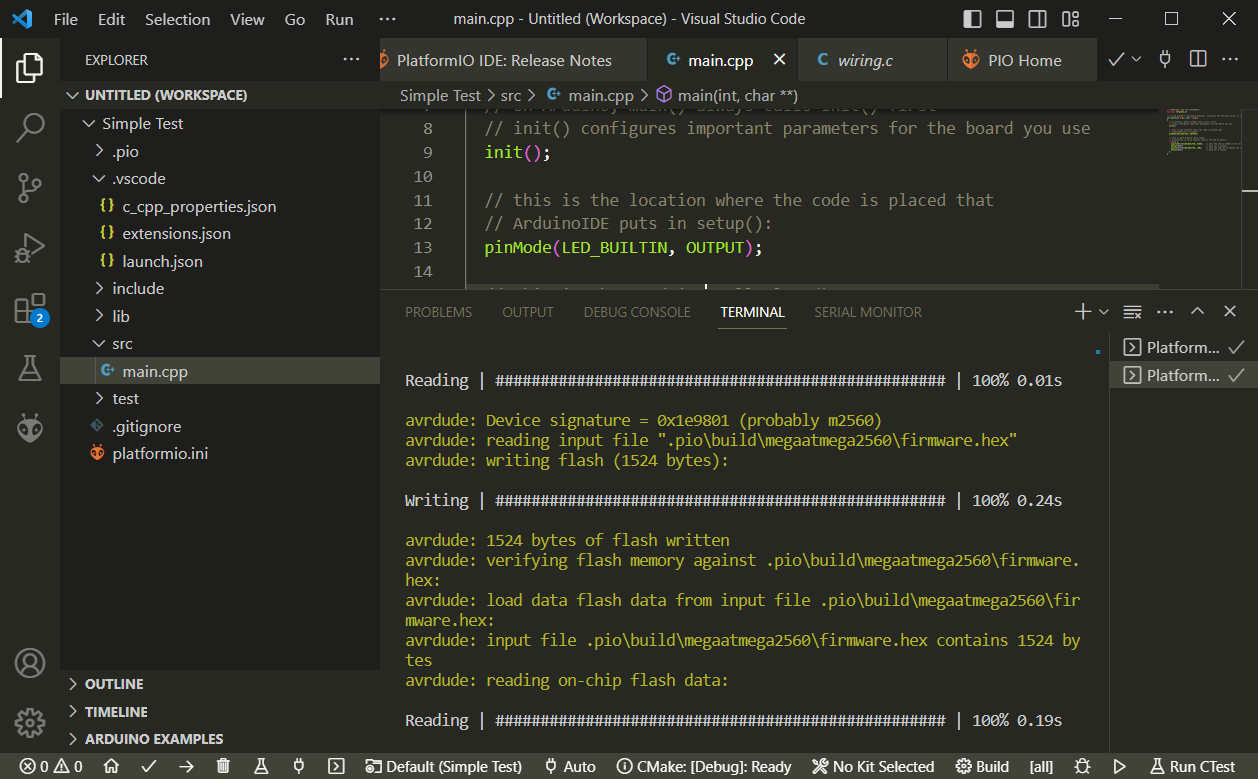 File Edit Selection View Go Run ··· main.cpp - Untitled (Workspace) - Visual Studio Code
EXPLORER ···
PlatformIO IDE: Release Notes
main.cpp
wiring.c
PIO Home
UNTITLED (WORKSPACE)
Simple Test
.pio
.vscode
c_cpp_properties.json
extensions.json
launch.json
include
lib
src
main.cpp
test
.gitignore
platformio.ini
OUTLINE
TIMELINE
ARDUINO EXAMPLES
2
Simple Test > src > main.cpp > main(int, char **)
8 // init() configures important parameters for the board you use
9 init();
10
11 // this is the location where the code is placed that
12 // ArduinoIDE puts in setup():
13 pinMode(LED_BUILTIN, OUTPUT);
14
PROBLEMS OUTPUT DEBUG CONSOLE TERMINAL SERIAL MONITOR
Platform...
Platform...
Reading | ################################################## | 100% 0.01s
avrdude: Device signature = 0x1e9801 (probably m2560)
avrdude: reading input file ".pio\build\megaatmega2560\firmware.hex"
avrdude: writing flash (1524 bytes):
Writing | ################################################## | 100% 0.24s
avrdude: 1524 bytes of flash written
avrdude: verifying flash memory against .pio\build\megaatmega2560\firmware.
hex:
avrdude: load data flash data from input file .pio\build\megaatmega2560\fir
mware.hex:
avrdude: input file .pio\build\megaatmega2560\firmware.hex contains 1524 by
tes
avrdude: reading on-chip flash data:
Reading | ################################################## | 100% 0.19s
0 0 Default (Simple Test) Auto CMake: [Debug]: Ready No Kit Selected Build [all] Run CTest